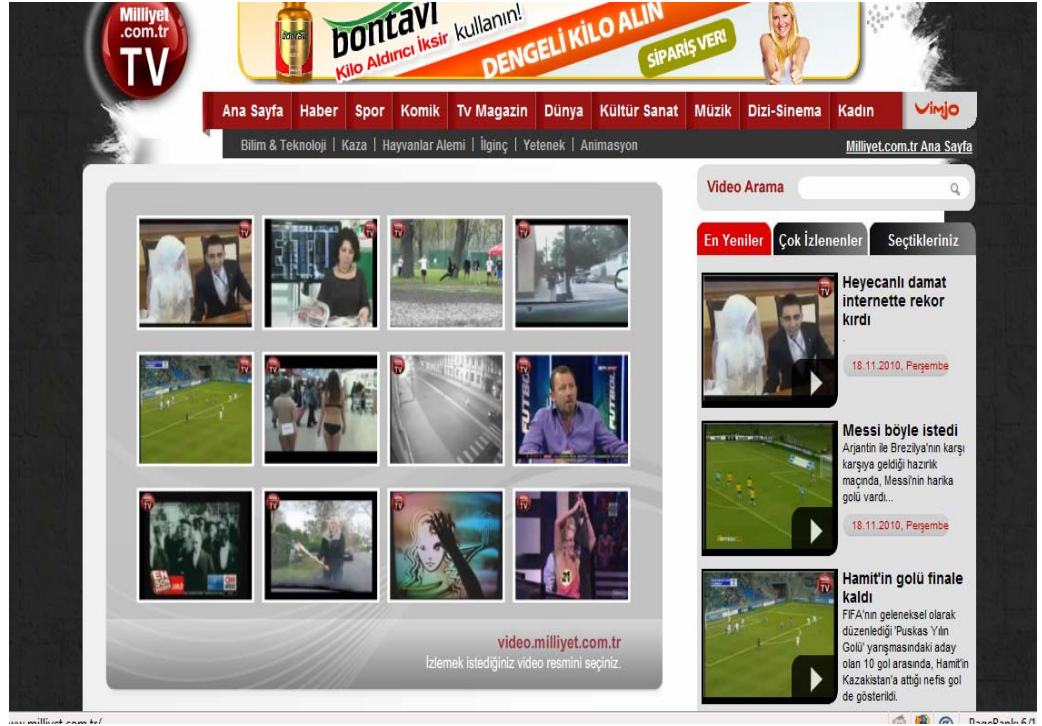 Milliyet
.com.tr
TV
bontavi kullanın!
Kilo Aldırıcı İksir
DENGELİ KİLO ALIN
SİPARİŞ VER!
Ana Sayfa Haber Spor Komik Tv Magazin Dünya Kültür Sanat Müzik Dizi-Sinema Kadın vimjo
Bilim & Teknoloji | Kaza | Hayvanlar Alemi | İlginç | Yetenek | Animasyon
Milliyet.com.tr Ana Sayfa
Video Arama
En Yeniler Çok İzlenenler Seçtikleriniz
Heyecanlı damat
internette rekor
kırdı
.
18.11.2010, Perşembe
Messi böyle istedi
Arjantin ile Brezilya'nın karşı
karşıya geldiği hazırlık
maçında, Messi'nin harika
golü vardı...
18.11.2010, Perşembe
Hamit'in golü finale
kaldı
FIFA'nın geleneksel olarak
düzenlediği 'Puskas Yılın
Golü' yarışmasındaki aday
olan 10 gol arasında, Hamit'in
Kazakistan'a attığı nefis gol
de gösterildi.
FUTBOL
FUTBOL
EN
SON
21
video.milliyet.com.tr
İzlemek istediğiniz video resmini seçiniz.